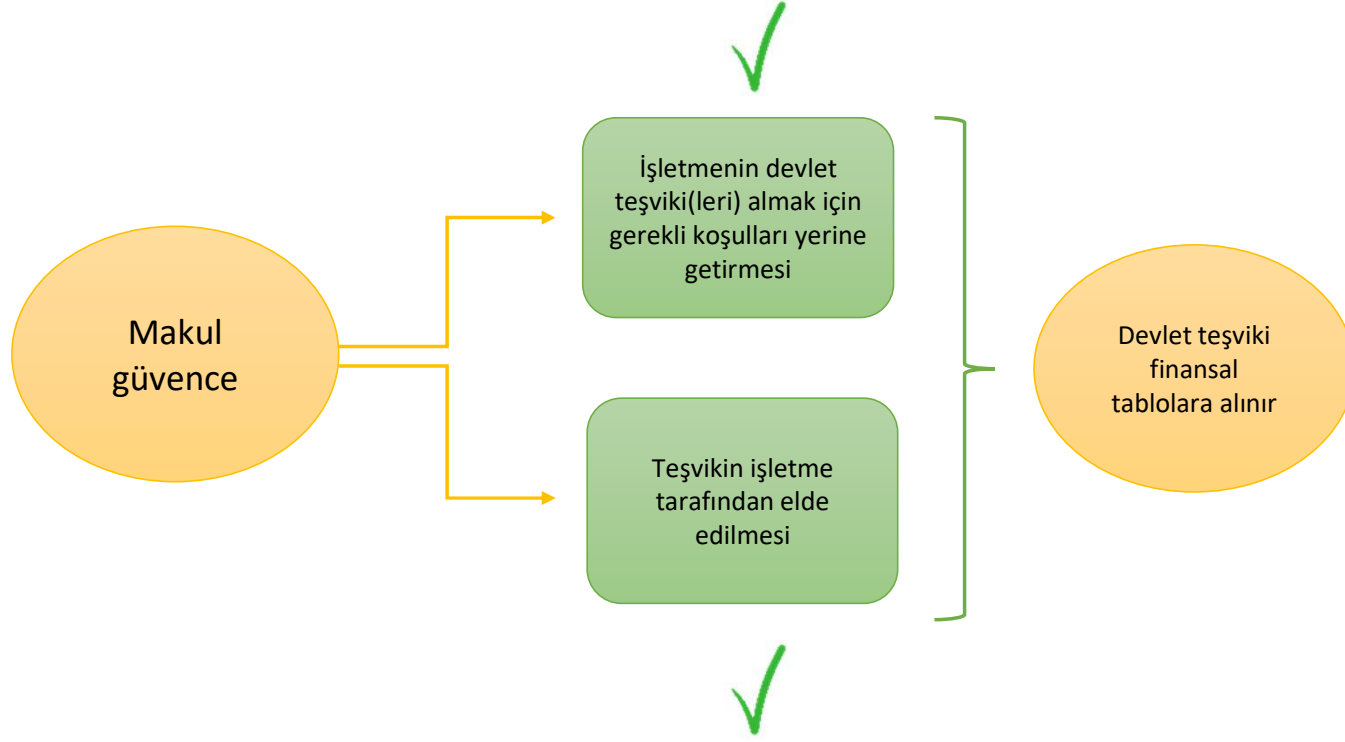 Makul
güvence
İşletmenin devlet
teşviki(leri) almak için
gerekli koşulları yerine
getirmesi
Teşvikin işletme
tarafından elde
edilmesi
Devlet teşviki
finansal
tablolara alınır